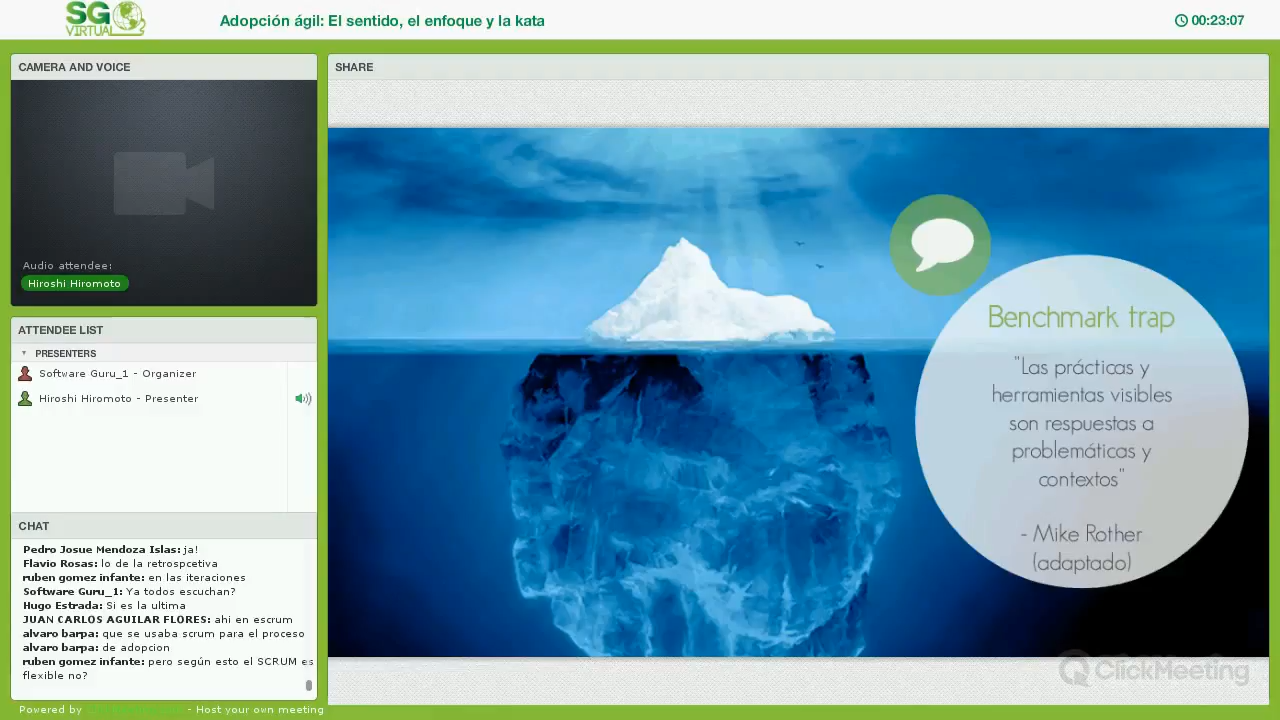 SG
VIRTUAL
Adopción ágil: El sentido, el enfoque y la kata
00:23:07
CAMERA AND VOICE
Audio attendee:
Hiroshi Hiromoto
ATTENDEE LIST
PRESENTERS
Software Guru_1 - Organizer
Hiroshi Hiromoto - Presenter
CHAT
Pedro Josue Mendoza Islas: ja!
Flavio Rosas: lo de la retrospcetiva
ruben gomez infante: en las iteraciones
Software Guru_1: Ya todos escuchan?
Hugo Estrada: Si es la ultima
JUAN CARLOS AGUILAR FLORES: ahi en escrum
alvaro barpa: que se usaba scrum para el proceso
alvaro barpa: de adopcion
ruben gomez infante: pero según esto el SCRUM es
flexible no?
Powered by - Host your own meeting
SHARE
Benchmark trap
"Las prácticas y
herramientas visibles
son respuestas a
problemáticas y
contextos"
- Mike Rother
(adaptado)
ClickMeeting